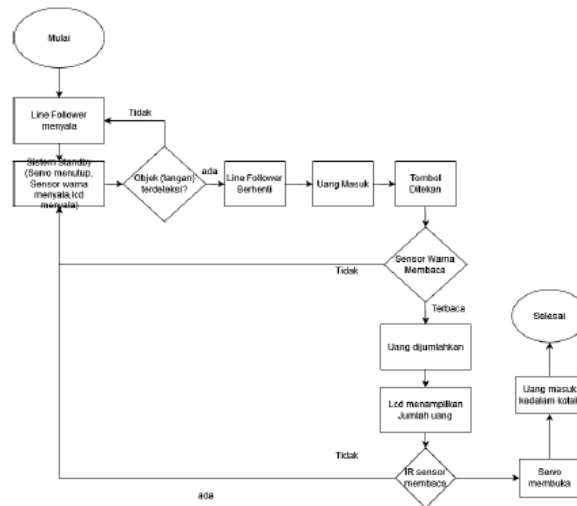 Mulai
Line Follower
menyala
Tidak
Sistem Standby
(Servo menutup,
Sensor warna
menyala,lcd
menyala)
Objek (tangan)
terdeteksi?
ada
Line Follower
Berhenti
Uang Masuk
Tombol
Ditekan
Sensor Warna
Membaca
Tidak
Terbaca
Uang dijumlahkan
Lcd menampilkan
Jumlah uang
Tidak
IR sensor
membaca
ada
Servo
membuka
Uang masuk
kedalam kotak
Selesai